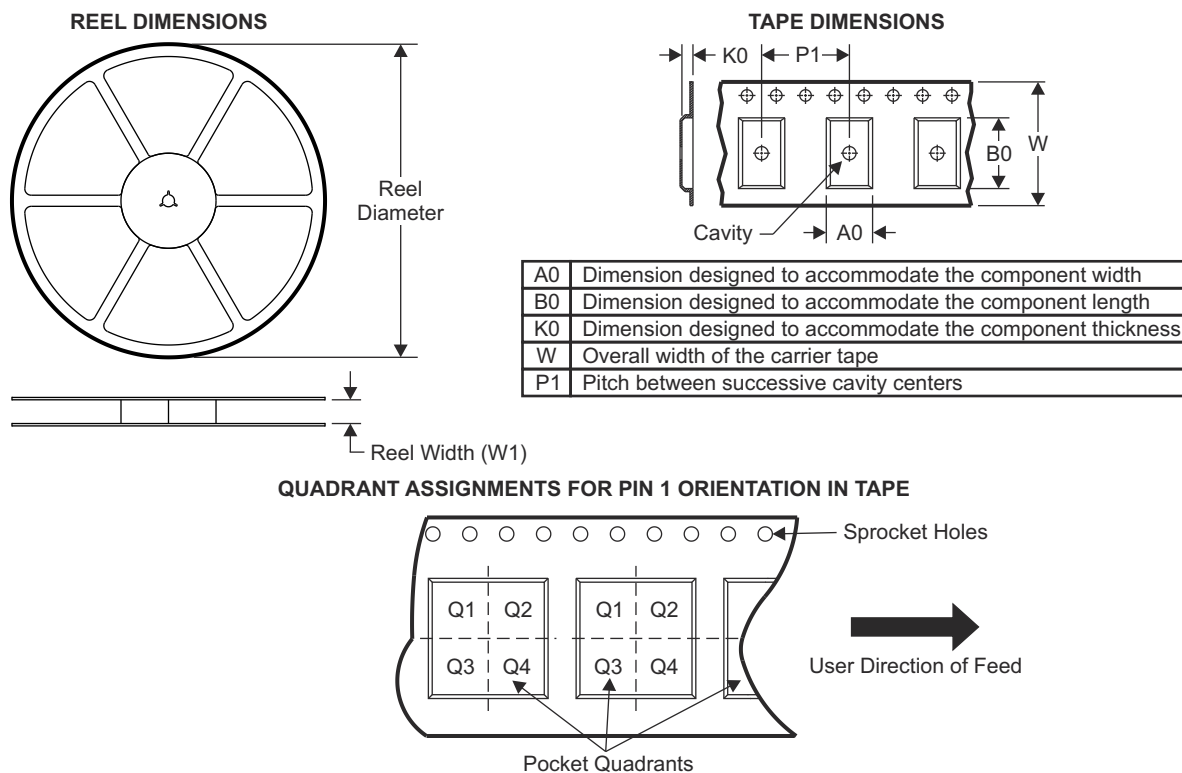 REEL DIMENSIONS
Reel
Diameter
Reel Width (W1)
TAPE DIMENSIONS
K0
P1
B0
W
Cavity
A0
A0 Dimension designed to accommodate the component width
B0 Dimension designed to accommodate the component length
K0 Dimension designed to accommodate the component thickness
W Overall width of the carrier tape
P1 Pitch between successive cavity centers
QUADRANT ASSIGNMENTS FOR PIN 1 ORIENTATION IN TAPE
Sprocket Holes
Q1 Q2 Q1 Q2
Q3 Q4 Q3 Q4
User Direction of Feed
Pocket Quadrants